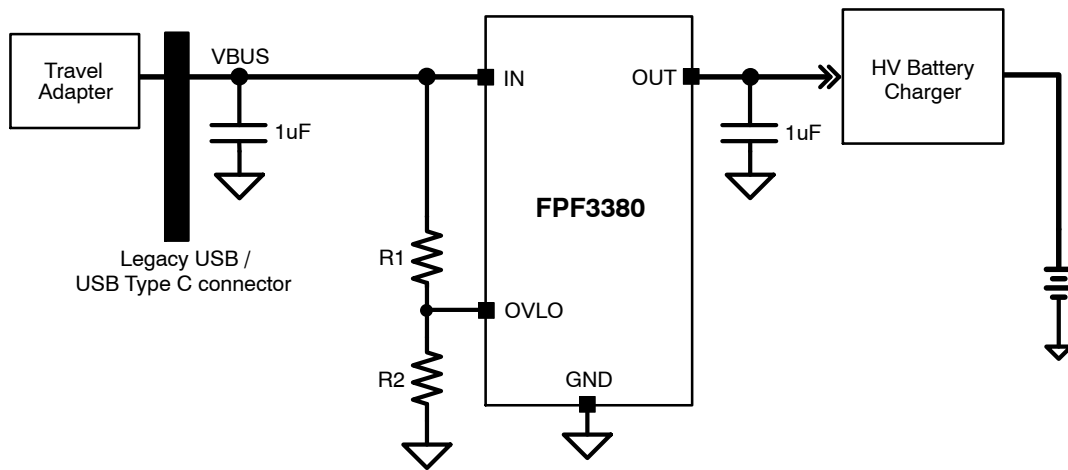 Travel
Adapter
VBUS
1uF
Legacy USB /
USB Type C connector
R1
R2
IN
OUT
FPF3380
OVLO
GND
1uF
HV Battery
Charger